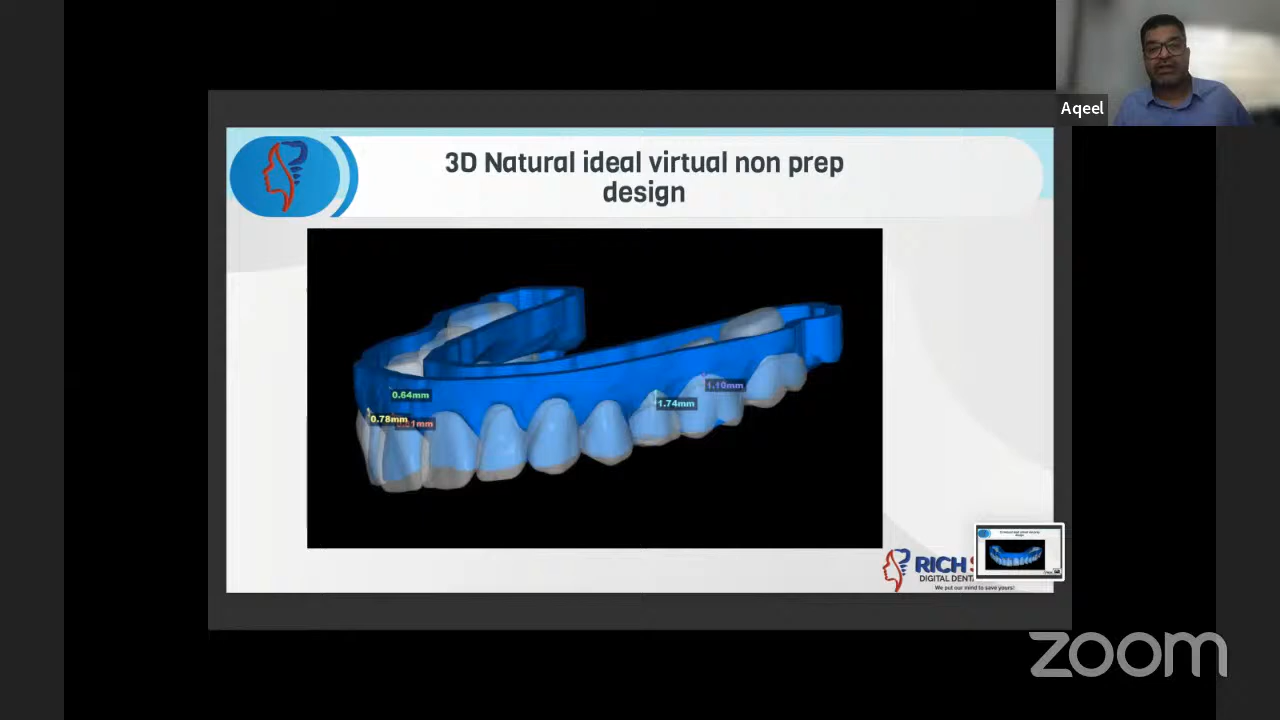 Aqeel
3D Natural ideal virtual non prep
design
0.64mm
0.78mm
1.10mm
1.74mm
RICH
DIGITAL DENT
We put our mind to save yours!
zoom